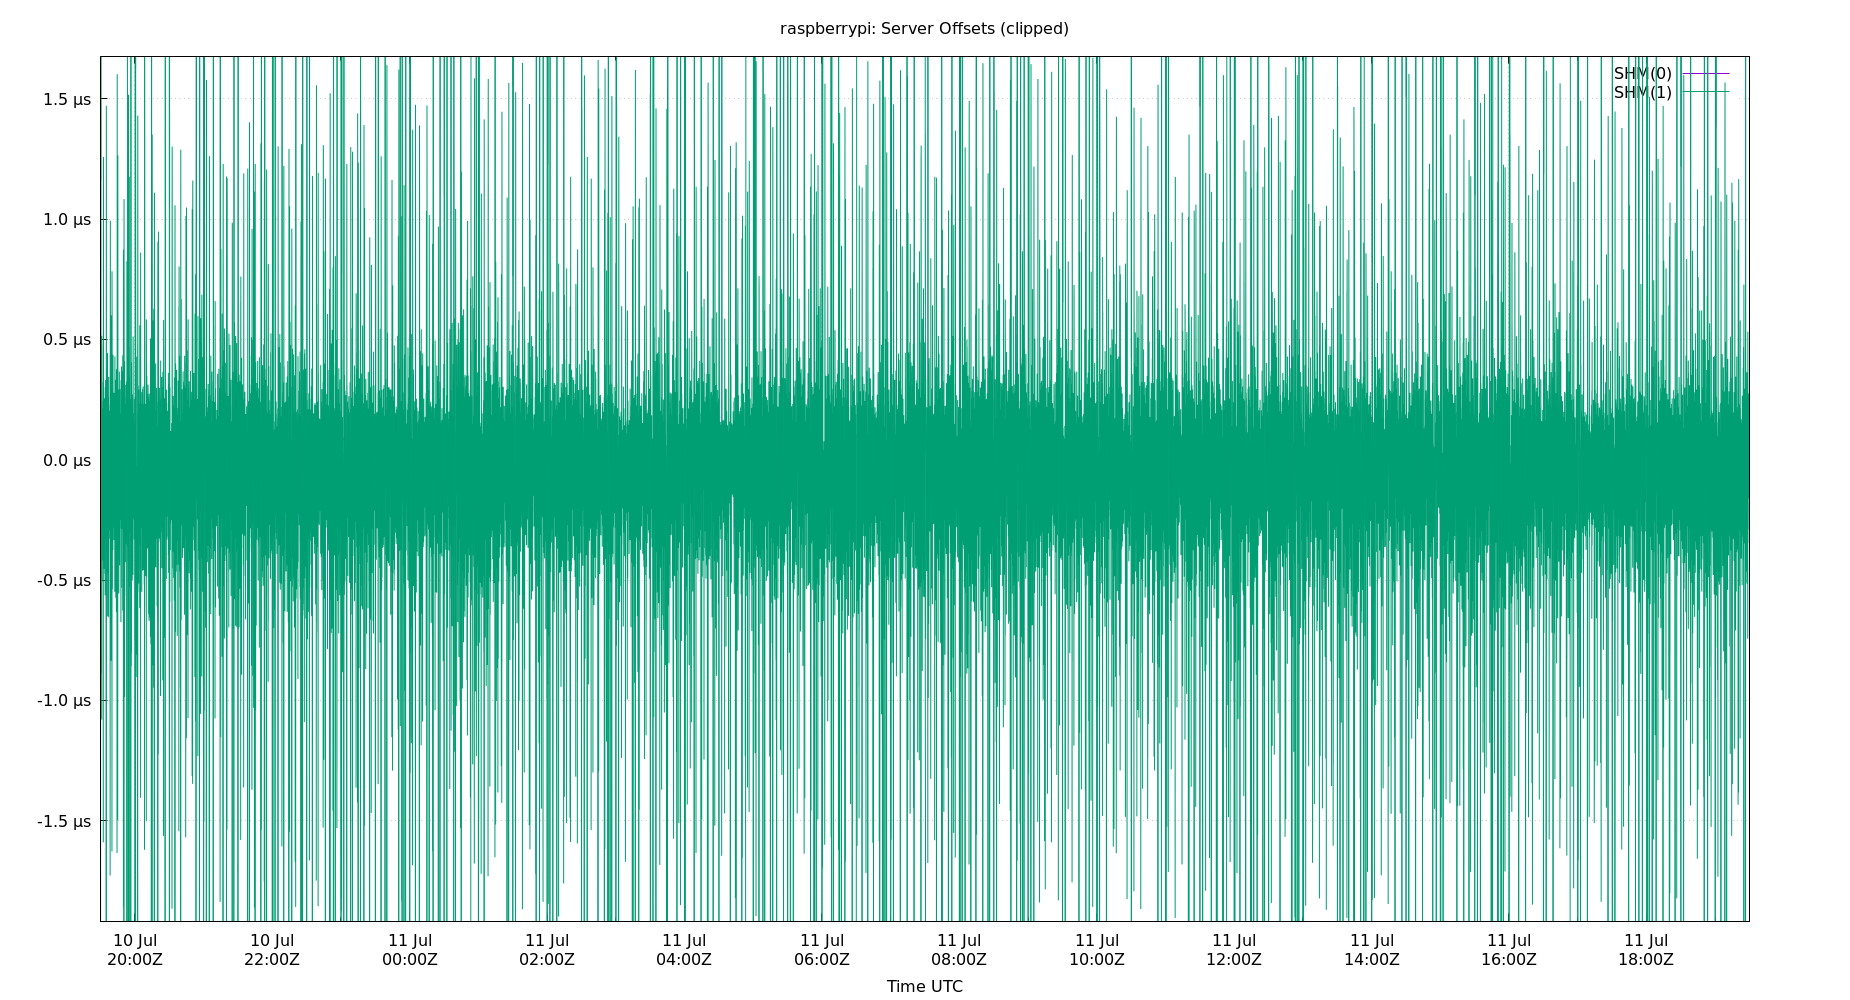 raspberrypi: Server Offsets (clipped)
SHM(0)
SHM(1)
1.5 µs
1.0 µs
0.5 µs
0.0 µs
-0.5 µs
-1.0 µs
-1.5 µs
10 Jul 10 Jul 11 Jul 11 Jul 11 Jul 11 Jul 11 Jul 11 Jul 11 Jul 11 Jul 11 Jul 11 Jul
20:00Z 22:00Z 00:00Z 02:00Z 04:00Z 06:00Z 08:00Z 10:00Z 12:00Z 14:00Z 16:00Z 18:00Z
Time UTC